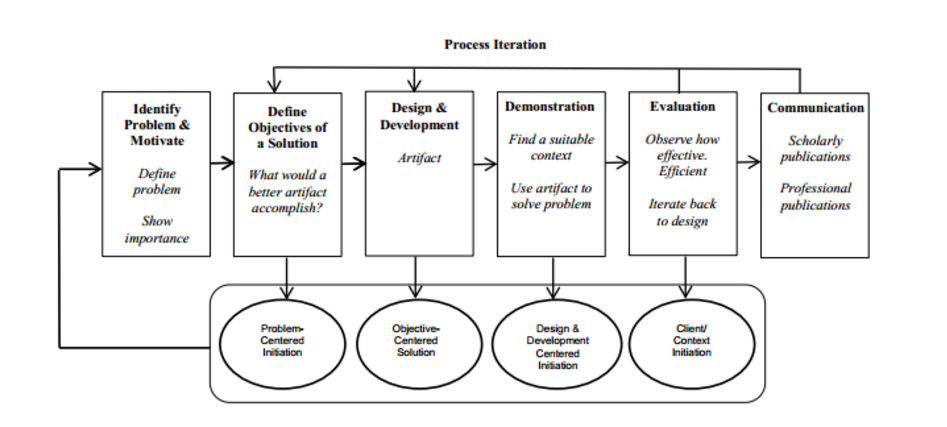 Process Iteration
Identify
Problem &
Motivate
Define
problem
Show
importance
Define
Objectives of
a Solution
What would a
better artifact
accomplish?
Design &
Development
Artifact
Demonstration
Find a suitable
context
Use artifact to
solve problem
Evaluation
Observe how
effective.
Efficient
Iterate back
to design
Communication
Scholarly
publications
Professional
publications
Problem-
Centered
Initiation
Objective-
Centered
Solution
Design &
Development
Centered
Initiation
Client/
Context
Initiation